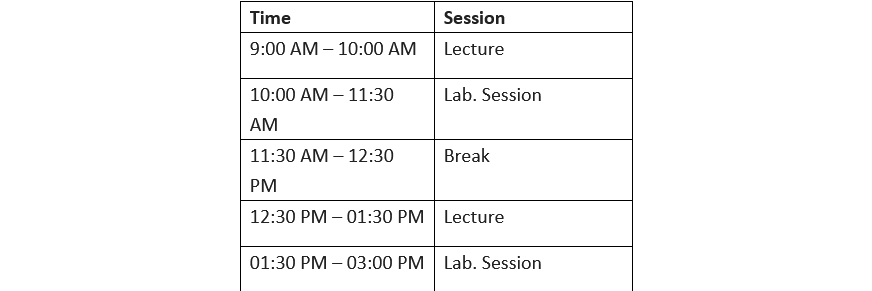 Time Session
9:00 AM – 10:00 AM Lecture
10:00 AM – 11:30 Lab. Session
AM
11:30 AM – 12:30 Break
PM
12:30 PM – 01:30 PM Lecture
01:30 PM – 03:00 PM Lab. Session